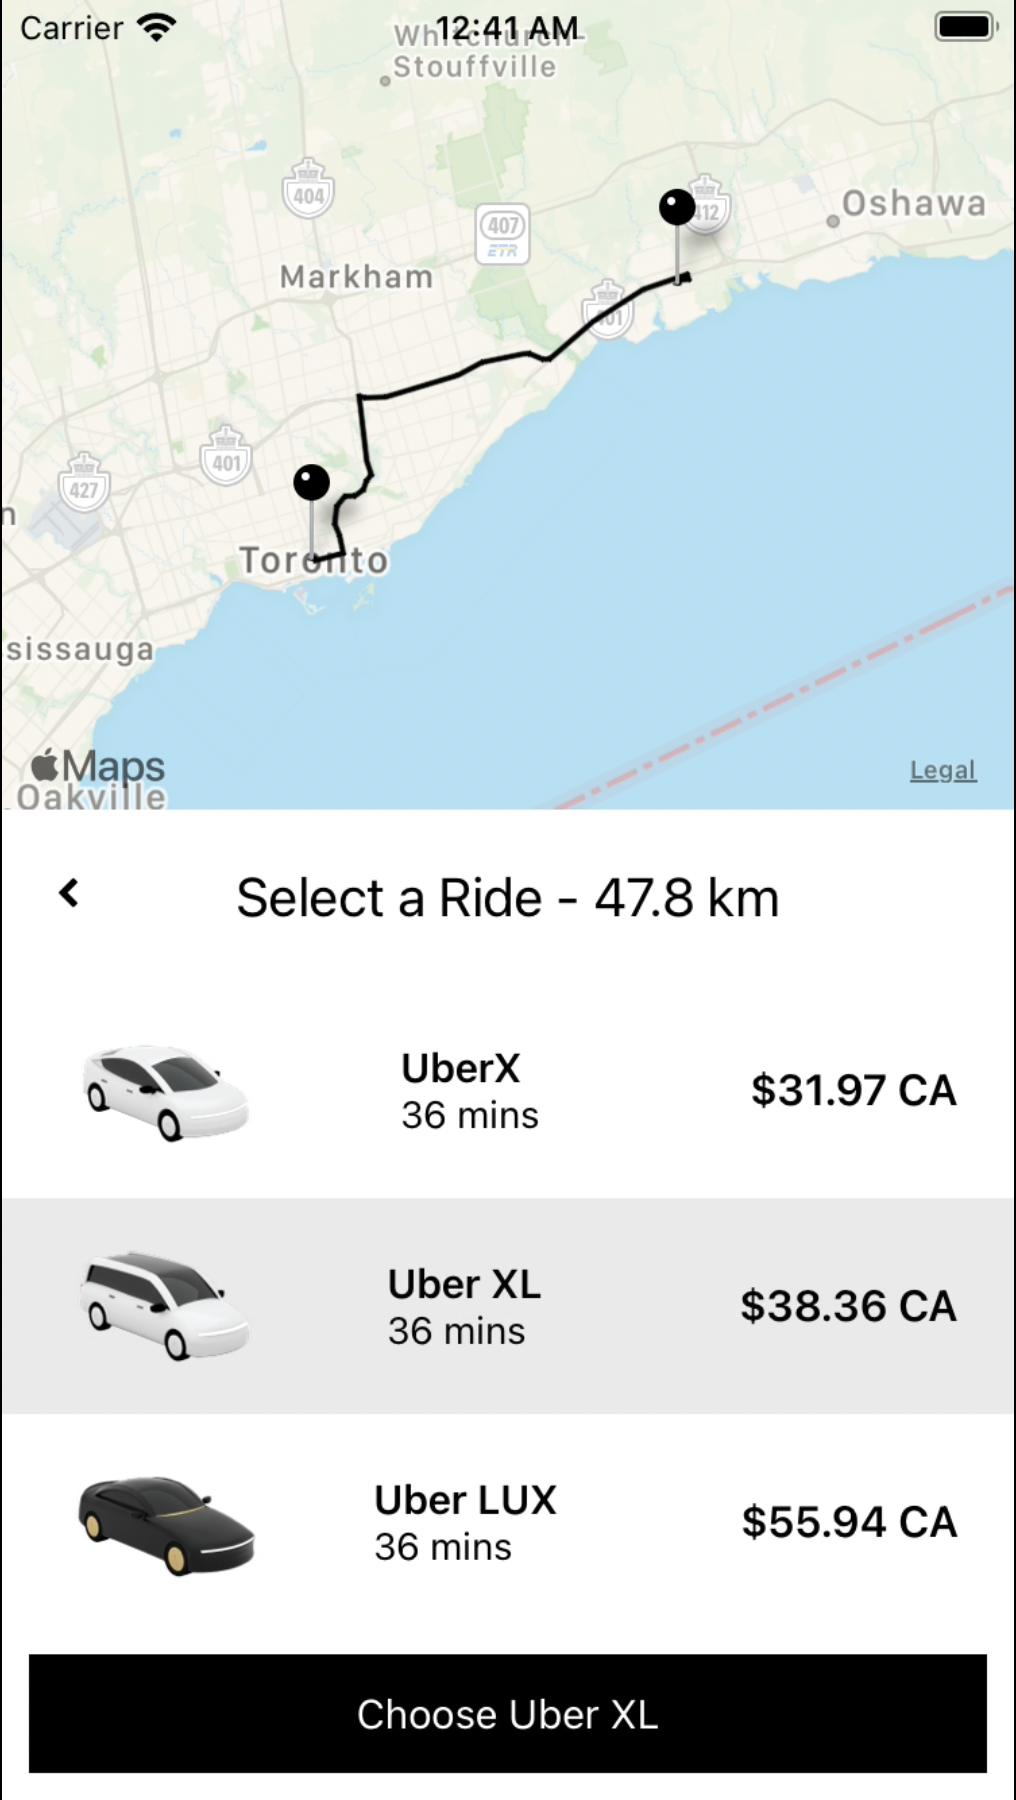 Carrier
12:41 AM
Whitchurch-
Stouffville
404
407
ETR
412
Oshawa
Markham
401
401
427
n
Toronto
sissauga
Maps
Legal
Oakville
Select a Ride - 47.8 km
UberX
36 mins
$31.97 CA
Uber XL
36 mins
$38.36 CA
Uber LUX
36 mins
$55.94 CA
Choose Uber XL